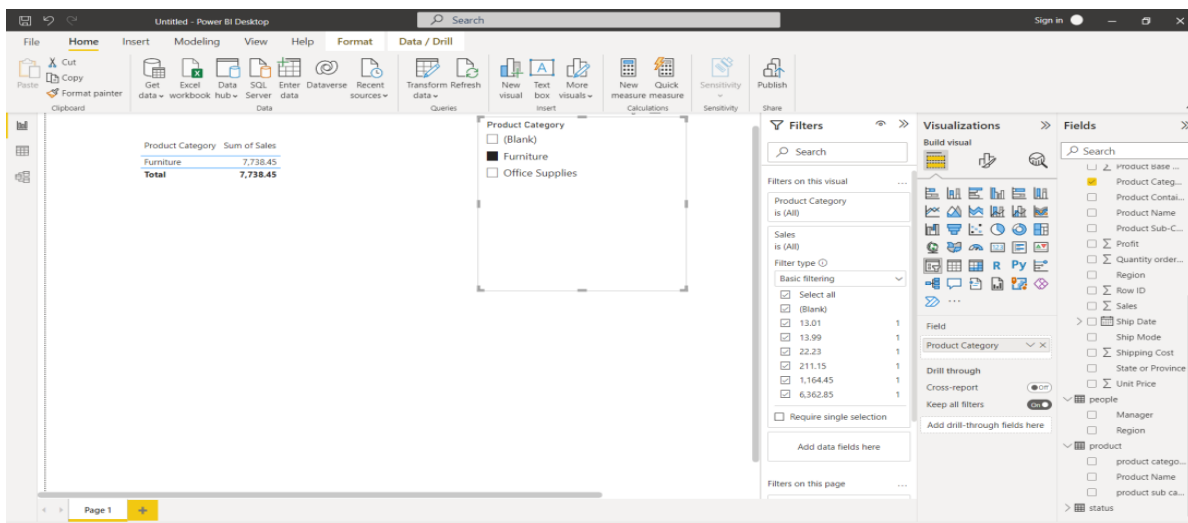 Untitled - Power BI Desktop
Search
Sign in
File Home Insert Modeling View Help Format Data / Drill
Paste
Cut
Copy
Format painter
Clipboard
Get data
Excel workbook
Data hub
SQL Server
Enter data
Dataverse
Recent sources
Data
Transform data
Refresh
Queries
New visual
Text box
More visuals
Insert
New measure
Quick measure
Calculations
Sensitivity
Sensitivity
Publish
Share
Product Category Sum of Sales
Furniture 7,738.45
Total 7,738.45
Product Category
(Blank)
Furniture
Office Supplies
Filters
Search
Filters on this visual ...
Product Category
is (All)
Sales
is (All)
Filter type
Basic filtering
Select all
(Blank)
13.01 1
13.99 1
22.23 1
211.15 1
1,164.45 1
6,362.85 1
Require single selection
Add data fields here
Filters on this page ...
Visualizations
Build visual
R Py
...
Field
Product Category
Drill through
Cross-report Off
Keep all filters On
Add drill-through fields here
Fields
Search
Product Base ...
Product Categ...
Product Contai...
Product Name
Product Sub-C...
Profit
Quantity order...
Region
Row ID
Sales
Ship Date
Ship Mode
Shipping Cost
State or Province
Unit Price
people
Manager
Region
product
product catego...
Product Name
product sub ca...
status
Page 1